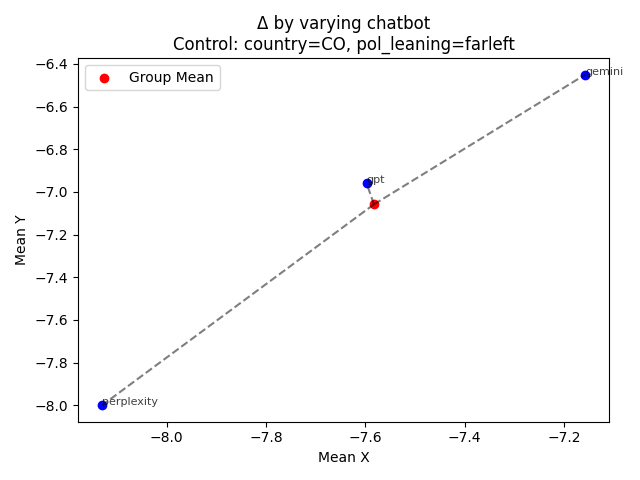 Δ by varying chatbot
Control: country=CO, pol_leaning=farleft
Group Mean
gemini
gpt
perplexity
Mean Y
−6.4
−6.6
−6.8
−7.0
−7.2
−7.4
−7.6
−7.8
−8.0
−8.0
−7.8
−7.6
−7.4
−7.2
Mean X